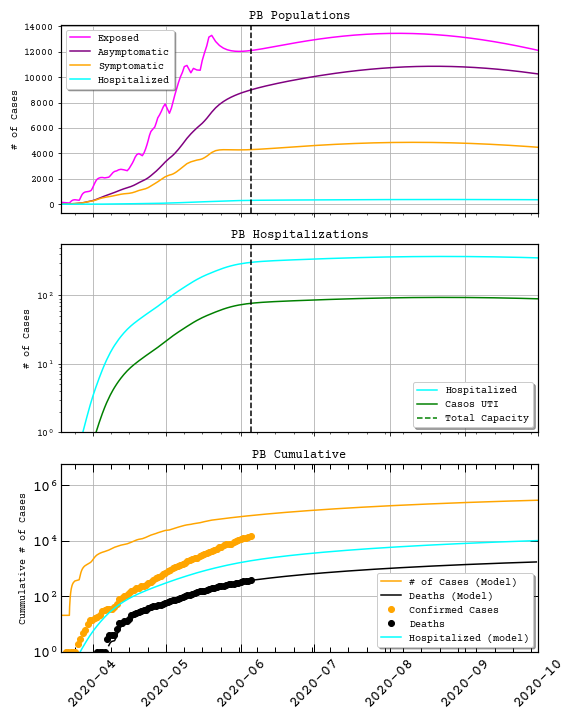 PB Populations
# of Cases
14000
12000
10000
8000
6000
4000
2000
0
Exposed
Asymptomatic
Symptomatic
Hospitalized
PB Hospitalizations
# of Cases
10²
10¹
10⁰
Hospitalized
Casos UTI
Total Capacity
PB Cumulative
Cummulative # of Cases
10⁶
10⁴
10²
10⁰
# of Cases (Model)
Deaths (Model)
Confirmed Cases
Deaths
Hospitalized (model)
2020-04
2020-05
2020-06
2020-07
2020-08
2020-09
2020-10